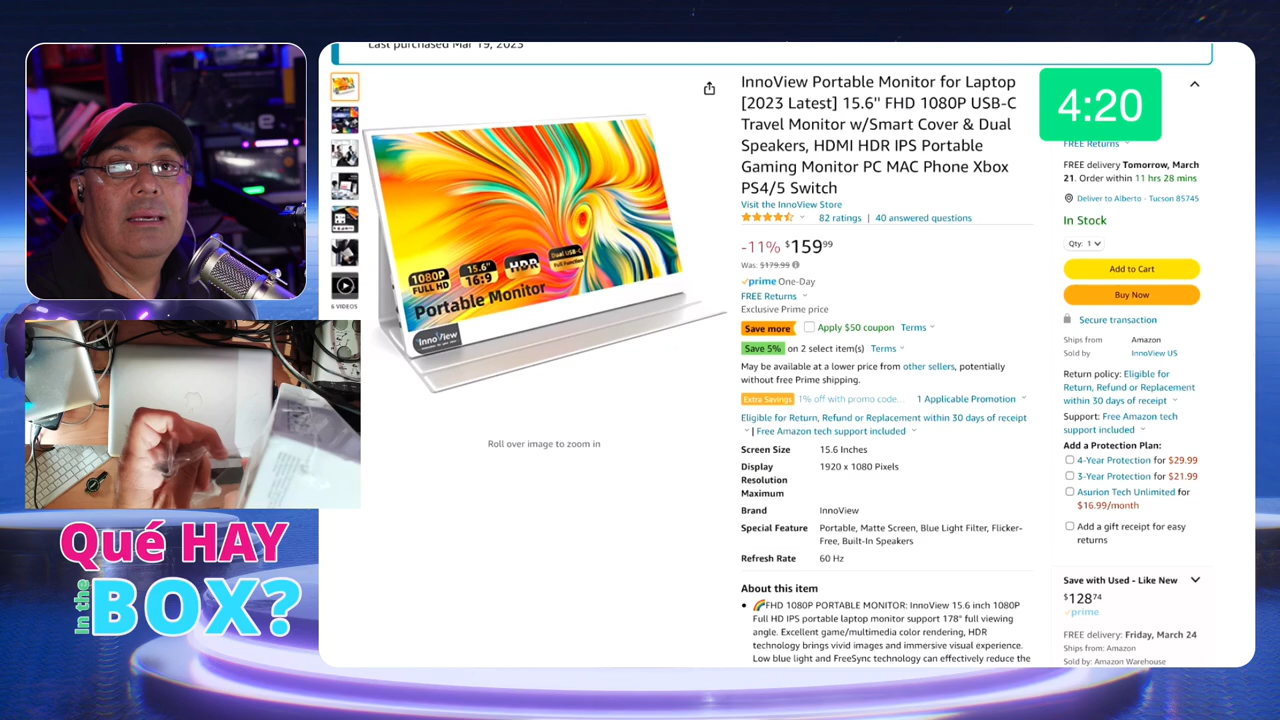 Last purchased Mar 19, 2023
InnoView Portable Monitor for Laptop
[2023 Latest] 15.6" FHD 1080P USB-C
Travel Monitor w/Smart Cover & Dual
Speakers, HDMI HDR IPS Portable
Gaming Monitor PC MAC Phone Xbox
PS4/5 Switch
Visit the InnoView Store
82 ratings | 40 answered questions
-11% $15999
Was: $179.99
prime One-Day
FREE Returns
Exclusive Prime price
Save more Apply $50 coupon Terms
Save 5% on 2 select item(s) Terms
May be available at a lower price from other sellers, potentially
without free Prime shipping.
Extra Savings 1% off with promo code... 1 Applicable Promotion
Eligible for Return, Refund or Replacement within 30 days of receipt
| Free Amazon tech support included
Screen Size 15.6 Inches
Display 1920 x 1080 Pixels
Resolution
Maximum
Brand InnoView
Special Feature Portable, Matte Screen, Blue Light Filter, Flicker-
Free, Built-In Speakers
Refresh Rate 60 Hz
About this item
FHD 1080P PORTABLE MONITOR: InnoView 15.6 inch 1080P
Full HD IPS portable laptop monitor support 178° full viewing
angle. Excellent game/multimedia color rendering, HDR
technology brings vivid images and immersive visual experience.
Low blue light and FreeSync technology can effectively reduce the
4:20
FREE Returns
FREE delivery Tomorrow, March
21. Order within 11 hrs 28 mins
Deliver to Alberto - Tucson 85745
In Stock
Qty: 1
Add to Cart
Buy Now
Secure transaction
Ships from Amazon
Sold by InnoView US
Return policy: Eligible for
Return, Refund or Replacement
within 30 days of receipt
Support: Free Amazon tech
support included
Add a Protection Plan:
4-Year Protection for $29.99
3-Year Protection for $21.99
Asurion Tech Unlimited for
$16.99/month
Add a gift receipt for easy
returns
Save with Used - Like New
$12874
prime
FREE delivery: Friday, March 24
Ships from: Amazon
Sold by: Amazon Warehouse
6 VIDEOS
1080P
FULL HD
15.6"
16:9
HDR
Dual USB-C
Full Function
Portable Monitor
InnoView
Roll over image to zoom in
Qué HAY
In the
BOX?